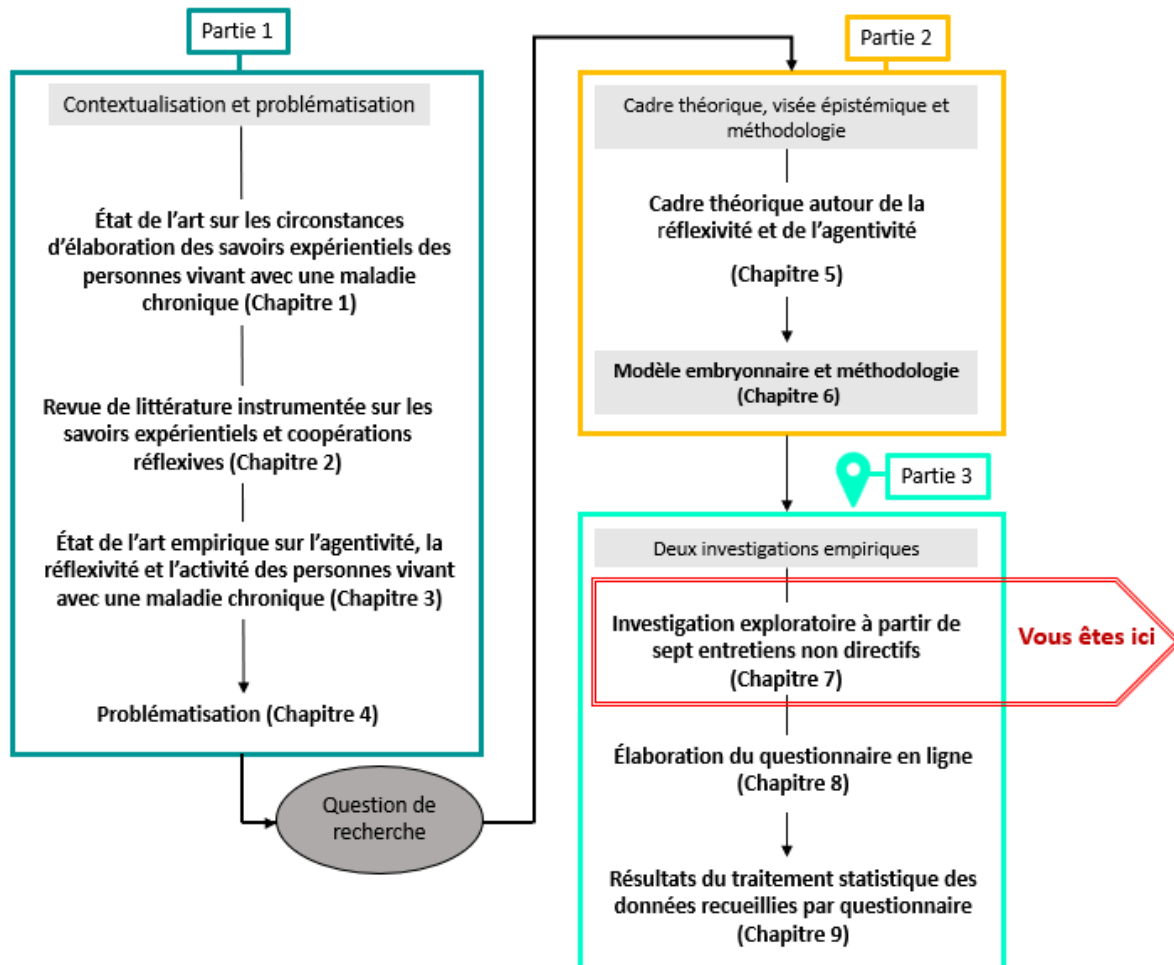 Partie 1
Contextualisation et problématisation
État de l'art sur les circonstances
d'élaboration des savoirs expérientiels des
personnes vivant avec une maladie
chronique (Chapitre 1)
Revue de littérature instrumentée sur les
savoirs expérientiels et coopérations
réflexives (Chapitre 2)
État de l'art empirique sur l'agentivité, la
réflexivité et l'activité des personnes vivant
avec une maladie chronique (Chapitre 3)
Problématisation (Chapitre 4)
Question de
recherche
Partie 2
Cadre théorique, visée épistémique et
méthodologie
Cadre théorique autour de la
réflexivité et de l'agentivité
(Chapitre 5)
Modèle embryonnaire et méthodologie
(Chapitre 6)
Partie 3
Deux investigations empiriques
Investigation exploratoire à partir de
sept entretiens non directifs
(Chapitre 7)
Vous êtes ici
Élaboration du questionnaire en ligne
(Chapitre 8)
Résultats du traitement statistique des
données recueillies par questionnaire
(Chapitre 9)